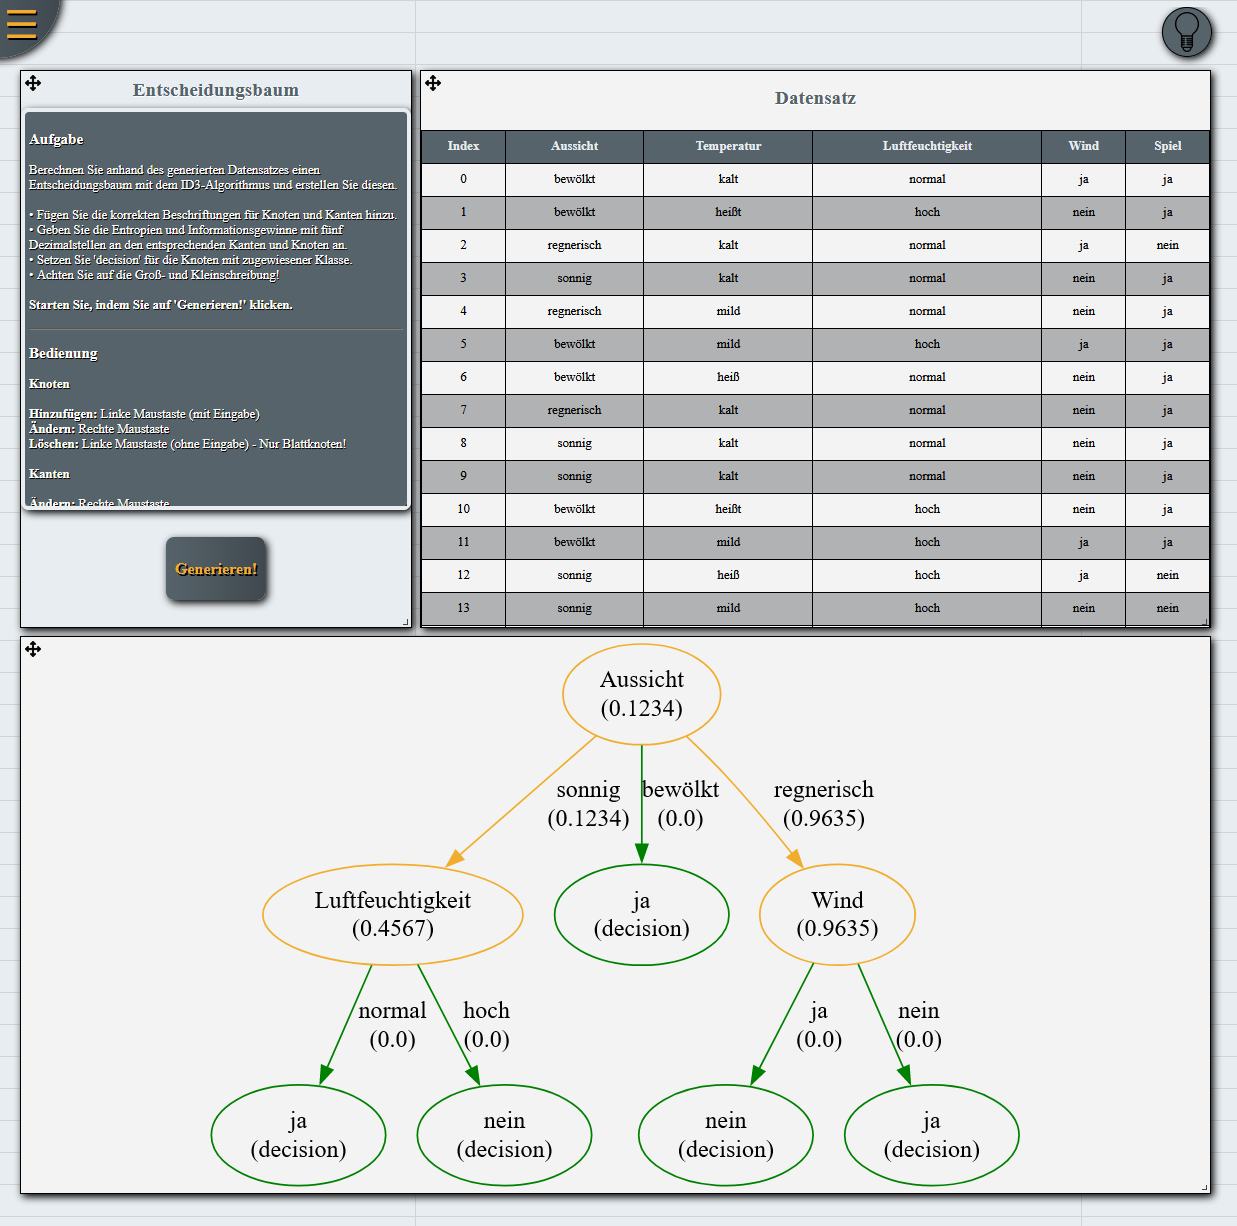 Entscheidungsbaum
Aufgabe
Berechnen Sie anhand des generierten Datensatzes einen
Entscheidungsbaum mit dem ID3-Algorithmus und erstellen Sie diesen.
• Fügen Sie die korrekten Beschriftungen für Knoten und Kanten hinzu.
• Geben Sie die Entropien und Informationsgewinne mit fünf
Dezimalstellen an den entsprechenden Kanten und Knoten an.
• Setzen Sie 'decision' für die Knoten mit zugewiesener Klasse.
• Achten Sie auf die Groß- und Kleinschreibung!
Starten Sie, indem Sie auf 'Generieren!' klicken.
Bedienung
Knoten
Hinzufügen: Linke Maustaste (mit Eingabe)
Ändern: Rechte Maustaste
Löschen: Linke Maustaste (ohne Eingabe) - Nur Blattknoten!
Kanten
Ändern: Rechte Maustaste
Generieren!
Datensatz
Index Aussicht Temperatur Luftfeuchtigkeit Wind Spiel
0 bewölkt kalt normal ja ja
1 bewölkt heißt hoch nein ja
2 regnerisch kalt normal ja nein
3 sonnig kalt normal nein ja
4 regnerisch mild normal nein ja
5 bewölkt mild hoch ja ja
6 bewölkt heiß normal nein ja
7 regnerisch kalt normal nein ja
8 sonnig kalt normal nein ja
9 sonnig kalt normal nein ja
10 bewölkt heißt hoch nein ja
11 bewölkt mild hoch ja ja
12 sonnig heiß hoch ja nein
13 sonnig mild hoch nein nein
Aussicht
(0.1234)
sonnig bewölkt regnerisch
(0.1234) (0.0) (0.9635)
Luftfeuchtigkeit ja Wind
(0.4567) (decision) (0.9635)
normal hoch ja nein
(0.0) (0.0) (0.0) (0.0)
ja nein nein ja
(decision) (decision) (decision) (decision)